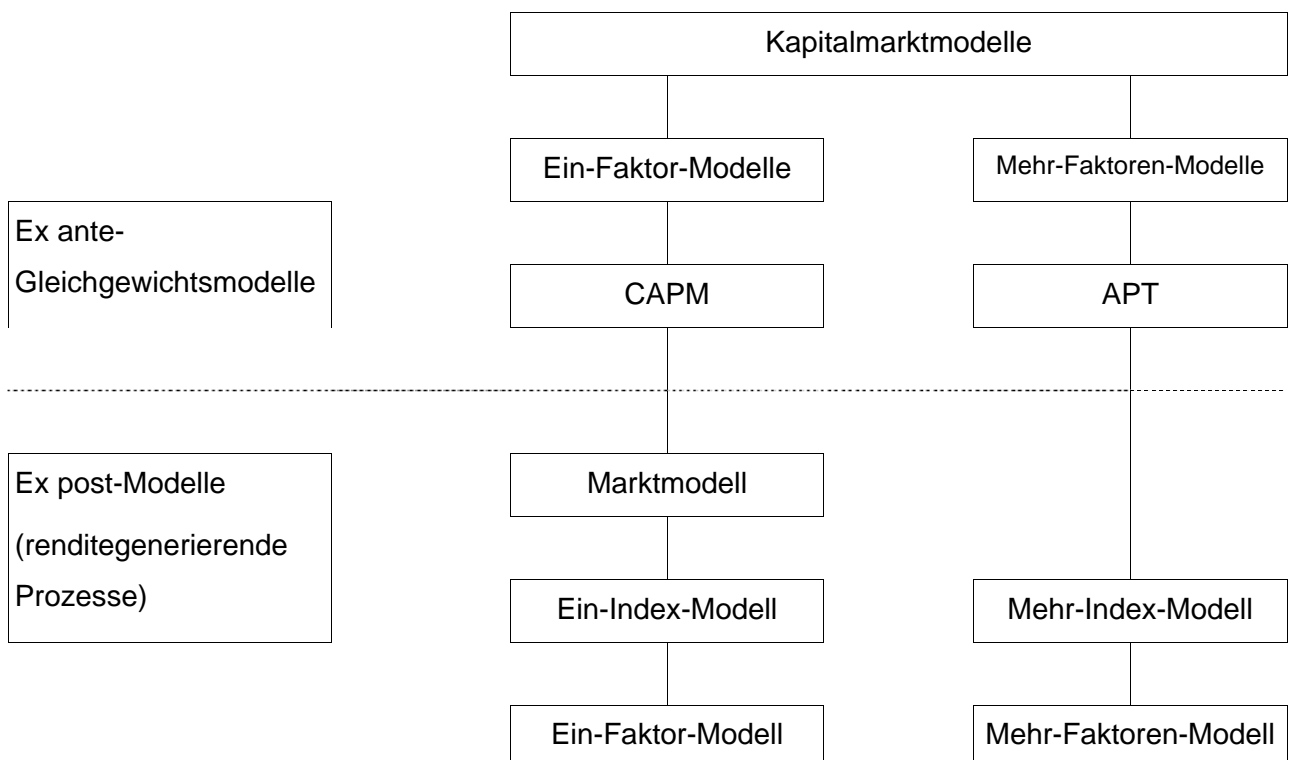 Kapitalmarktmodelle
Ein-Faktor-Modelle
Mehr-Faktoren-Modelle
Ex ante-
Gleichgewichtsmodelle
CAPM
APT
Ex post-Modelle
(renditegenerierende
Prozesse)
Marktmodell
Ein-Index-Modell
Mehr-Index-Modell
Ein-Faktor-Modell
Mehr-Faktoren-Modell